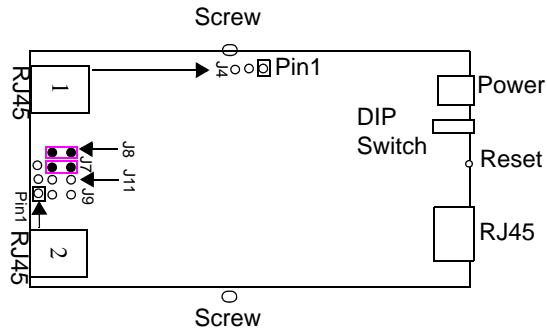 Screw
RJ45
1
J4
Pin1
Power
DIP
Switch
J8
J7
J11
Reset
J9
Pin1
RJ45
2
RJ45
Screw